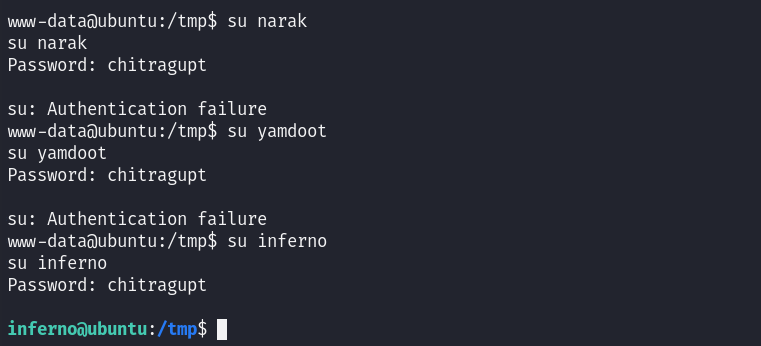 www-data@ubuntu:/tmp$ su narak
su narak
Password: chitragupt
su: Authentication failure
www-data@ubuntu:/tmp$ su yamdoot
su yamdoot
Password: chitragupt
su: Authentication failure
www-data@ubuntu:/tmp$ su inferno
su inferno
Password: chitragupt
inferno@ubuntu:/tmp$